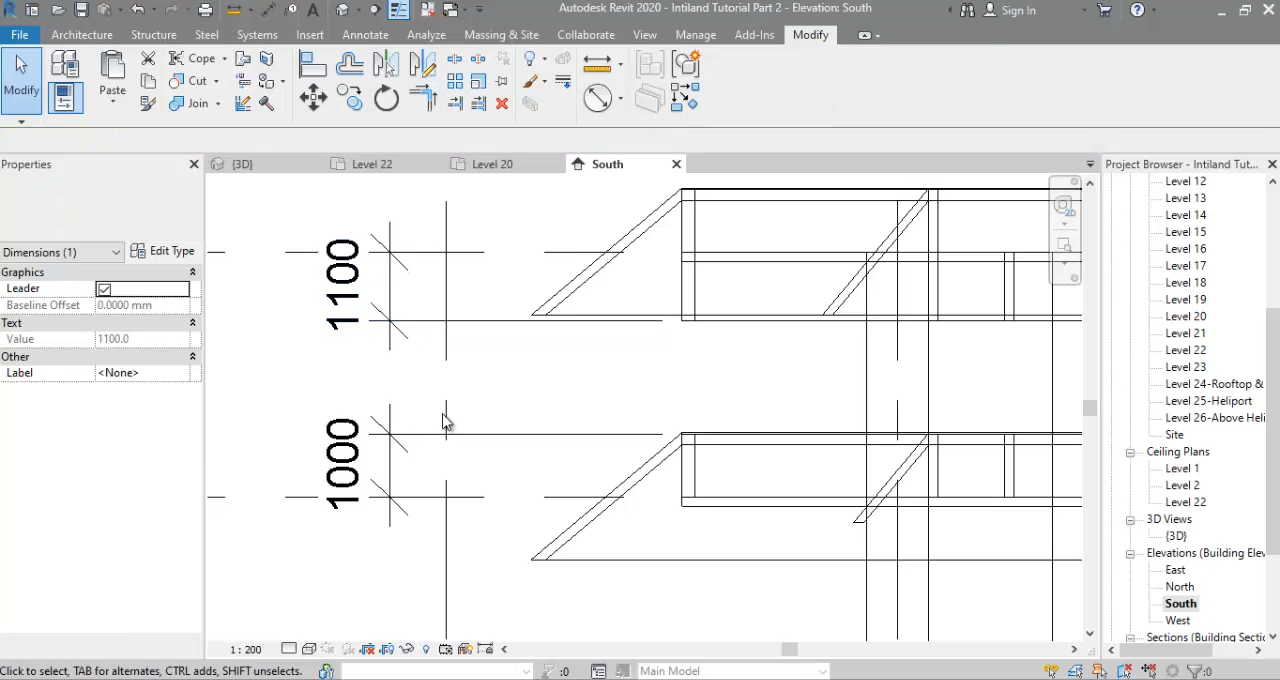 Autodesk Revit 2020 - Intiland Tutorial Part 2 - Elevation: South
Sign In
File
Architecture
Structure
Steel
Systems
Insert
Annotate
Analyze
Massing & Site
Collaborate
View
Manage
Add-Ins
Modify
Modify
Paste
Cope
Cut
Join
Properties
{3D}
Level 22
Level 20
South
Project Browser - Intiland Tut...
Dimensions (1)
Edit Type
Graphics
Leader
Baseline Offset
0.0000 mm
Text
Value
1100.0
Other
Label
<None>
1100
1000
2D
Level 12
Level 13
Level 14
Level 15
Level 16
Level 17
Level 18
Level 19
Level 20
Level 21
Level 22
Level 23
Level 24-Rooftop &
Level 25-Heliport
Level 26-Above Heli
Site
Ceiling Plans
Level 1
Level 2
Level 22
3D Views
{3D}
Elevations (Building Elev
East
North
South
West
Sections (Building Secti
1 : 200
Click to select, TAB for alternates, CTRL adds, SHIFT unselects.
:0
Main Model
:0